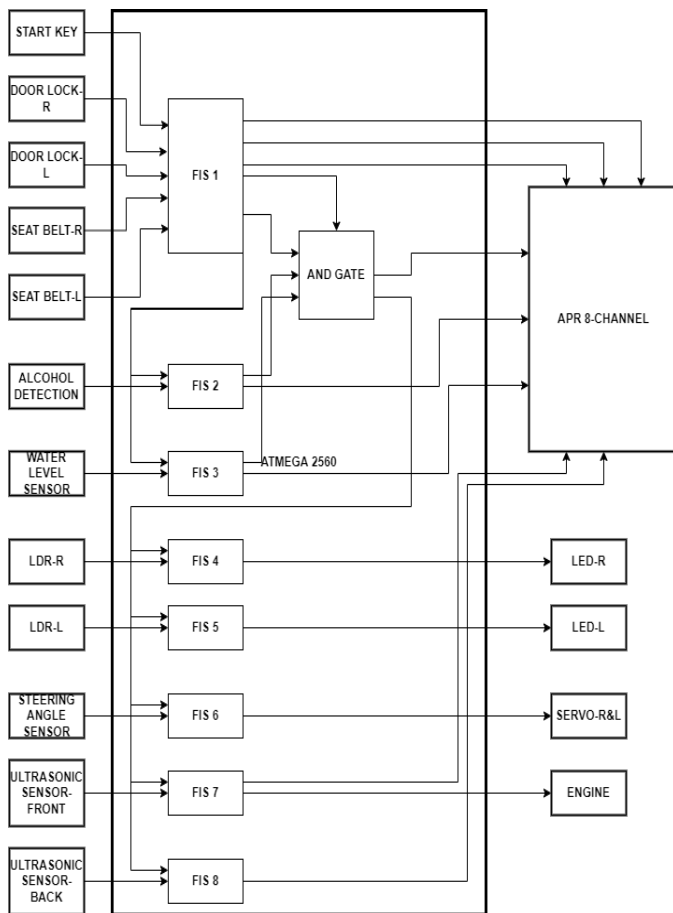 START KEY
DOOR LOCK-
R
DOOR LOCK-
L
SEAT BELT-R
SEAT BELT-L
FIS 1
AND GATE
APR 8-CHANNEL
ALCOHOL
DETECTION
FIS 2
WATER
LEVEL
SENSOR
FIS 3
ATMEGA 2560
LDR-R
FIS 4
LED-R
LDR-L
FIS 5
LED-L
STEERING
ANGLE
SENSOR
FIS 6
SERVO-R&L
ULTRASONIC
SENSOR-
FRONT
FIS 7
ENGINE
ULTRASONIC
SENSOR-
BACK
FIS 8